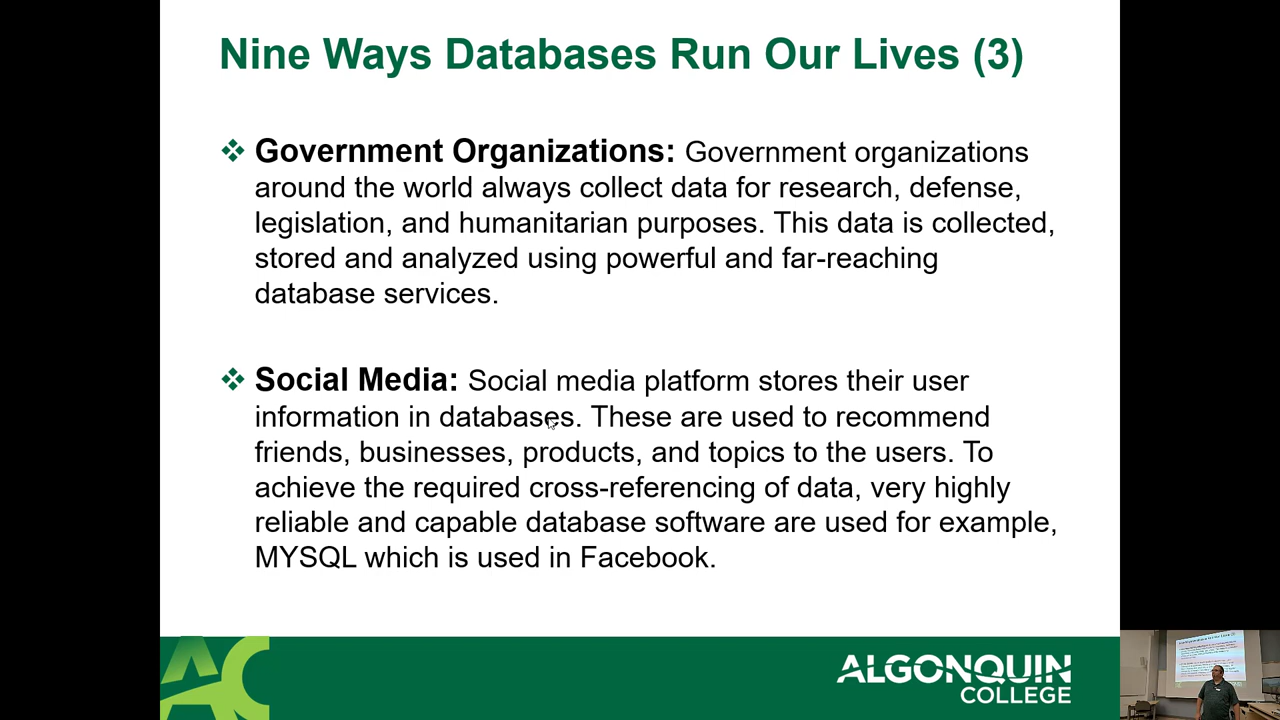 Nine Ways Databases Run Our Lives (3)
Government Organizations: Government organizations
around the world always collect data for research, defense,
legislation, and humanitarian purposes. This data is collected,
stored and analyzed using powerful and far-reaching
database services.
Social Media: Social media platform stores their user
information in databases. These are used to recommend
friends, businesses, products, and topics to the users. To
achieve the required cross-referencing of data, very highly
reliable and capable database software are used for example,
MYSQL which is used in Facebook.
AC
ALGONQUIN
COLLEGE